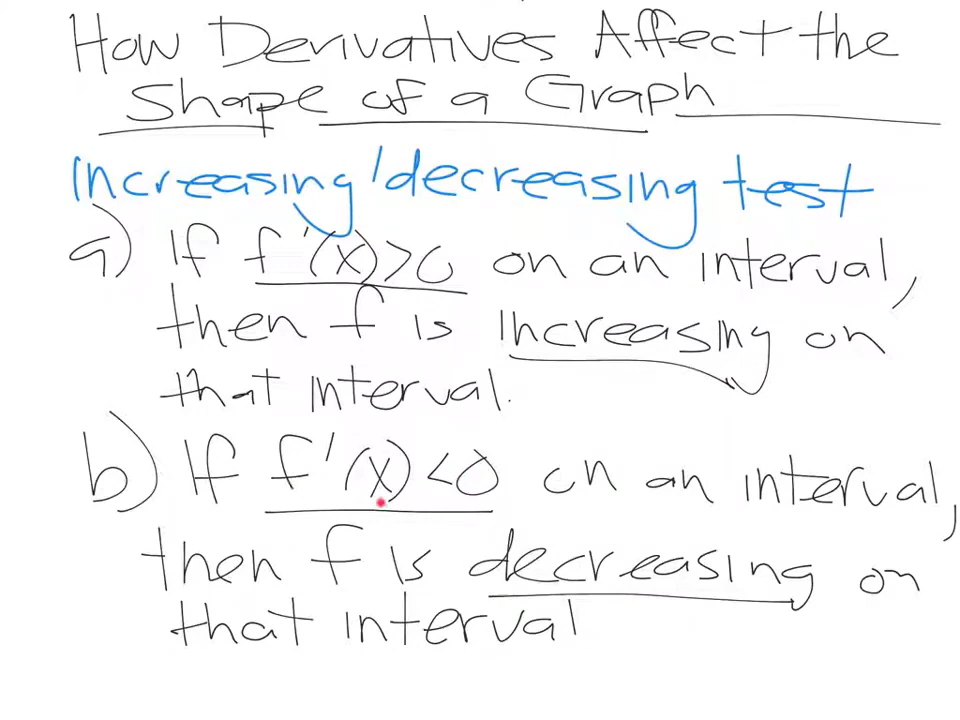 How Derivatives Affect the
Shape of a Graph
Increasing/decreasing test
a) If f'(x)>0 on an interval,
then f is increasing on
that interval.
b) If f'(x)<0 on an interval,
then f is decreasing on
that interval